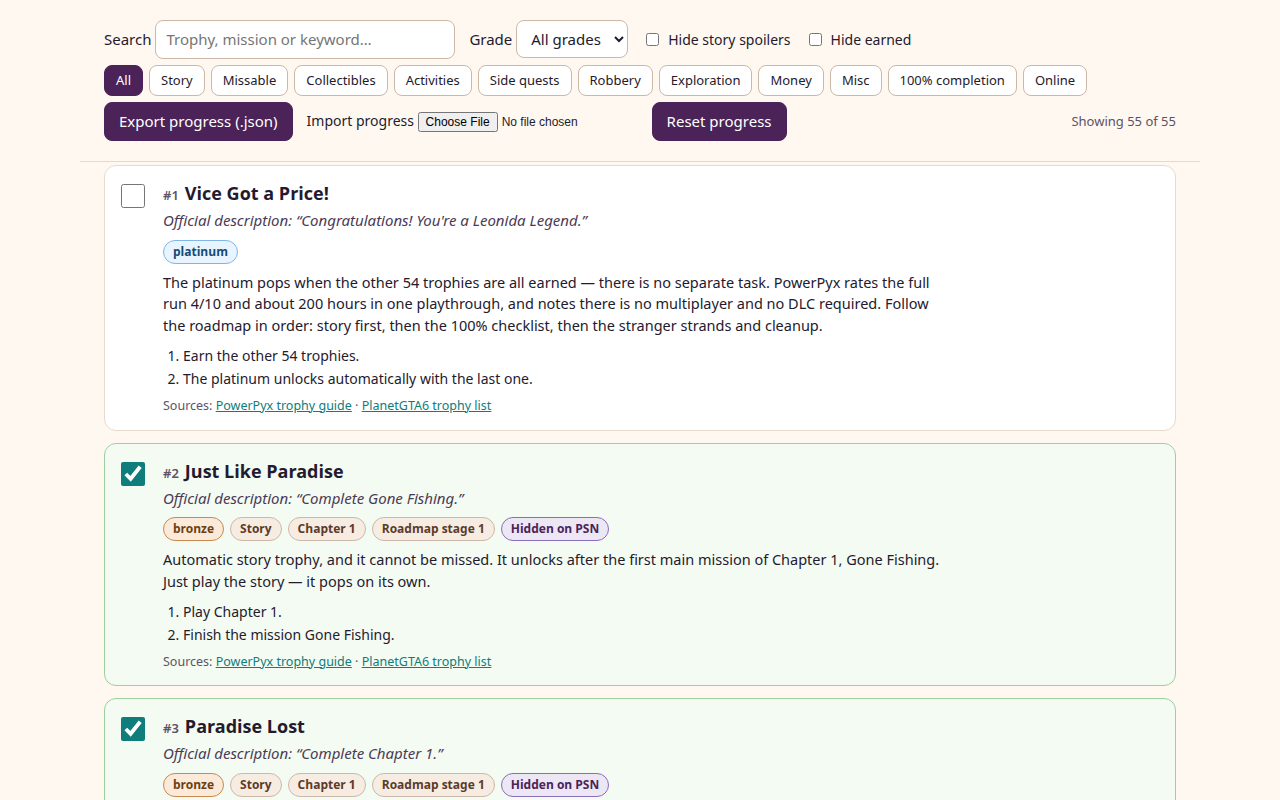 Search Trophy, mission or keyword... Grade All grades Hide story spoilers Hide earned
All Story Missable Collectibles Activities Side quests Robbery Exploration Money Misc 100% completion Online
Export progress (.json) Import progress Choose File No file chosen Reset progress Showing 55 of 55
#1 Vice Got a Price!
Official description: “Congratulations! You're a Leonida Legend.”
platinum
The platinum pops when the other 54 trophies are all earned — there is no separate task. PowerPyx rates the full
run 4/10 and about 200 hours in one playthrough, and notes there is no multiplayer and no DLC required. Follow
the roadmap in order: story first, then the 100% checklist, then the stranger strands and cleanup.
1. Earn the other 54 trophies.
2. The platinum unlocks automatically with the last one.
Sources: PowerPyx trophy guide · PlanetGTA6 trophy list
#2 Just Like Paradise
Official description: “Complete Gone Fishing.”
bronze Story Chapter 1 Roadmap stage 1 Hidden on PSN
Automatic story trophy, and it cannot be missed. It unlocks after the first main mission of Chapter 1, Gone Fishing.
Just play the story — it pops on its own.
1. Play Chapter 1.
2. Finish the mission Gone Fishing.
Sources: PowerPyx trophy guide · PlanetGTA6 trophy list
#3 Paradise Lost
Official description: “Complete Chapter 1.”
bronze Story Chapter 1 Roadmap stage 1 Hidden on PSN